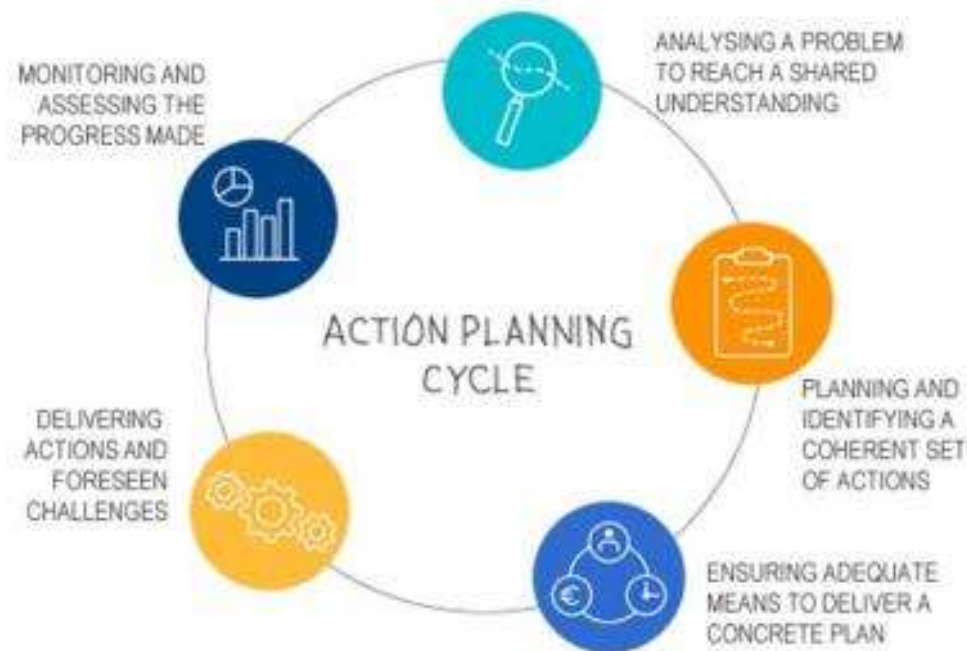 ANALYSING A PROBLEM
TO REACH A SHARED
UNDERSTANDING
MONITORING AND
ASSESSING THE
PROGRESS MADE
ACTION PLANNING
CYCLE
PLANNING AND
IDENTIFYING A
COHERENT SET
OF ACTIONS
DELIVERING
ACTIONS AND
FORESEEN
CHALLENGES
ENSURING ADEQUATE
MEANS TO DELIVER A
CONCRETE PLAN
€